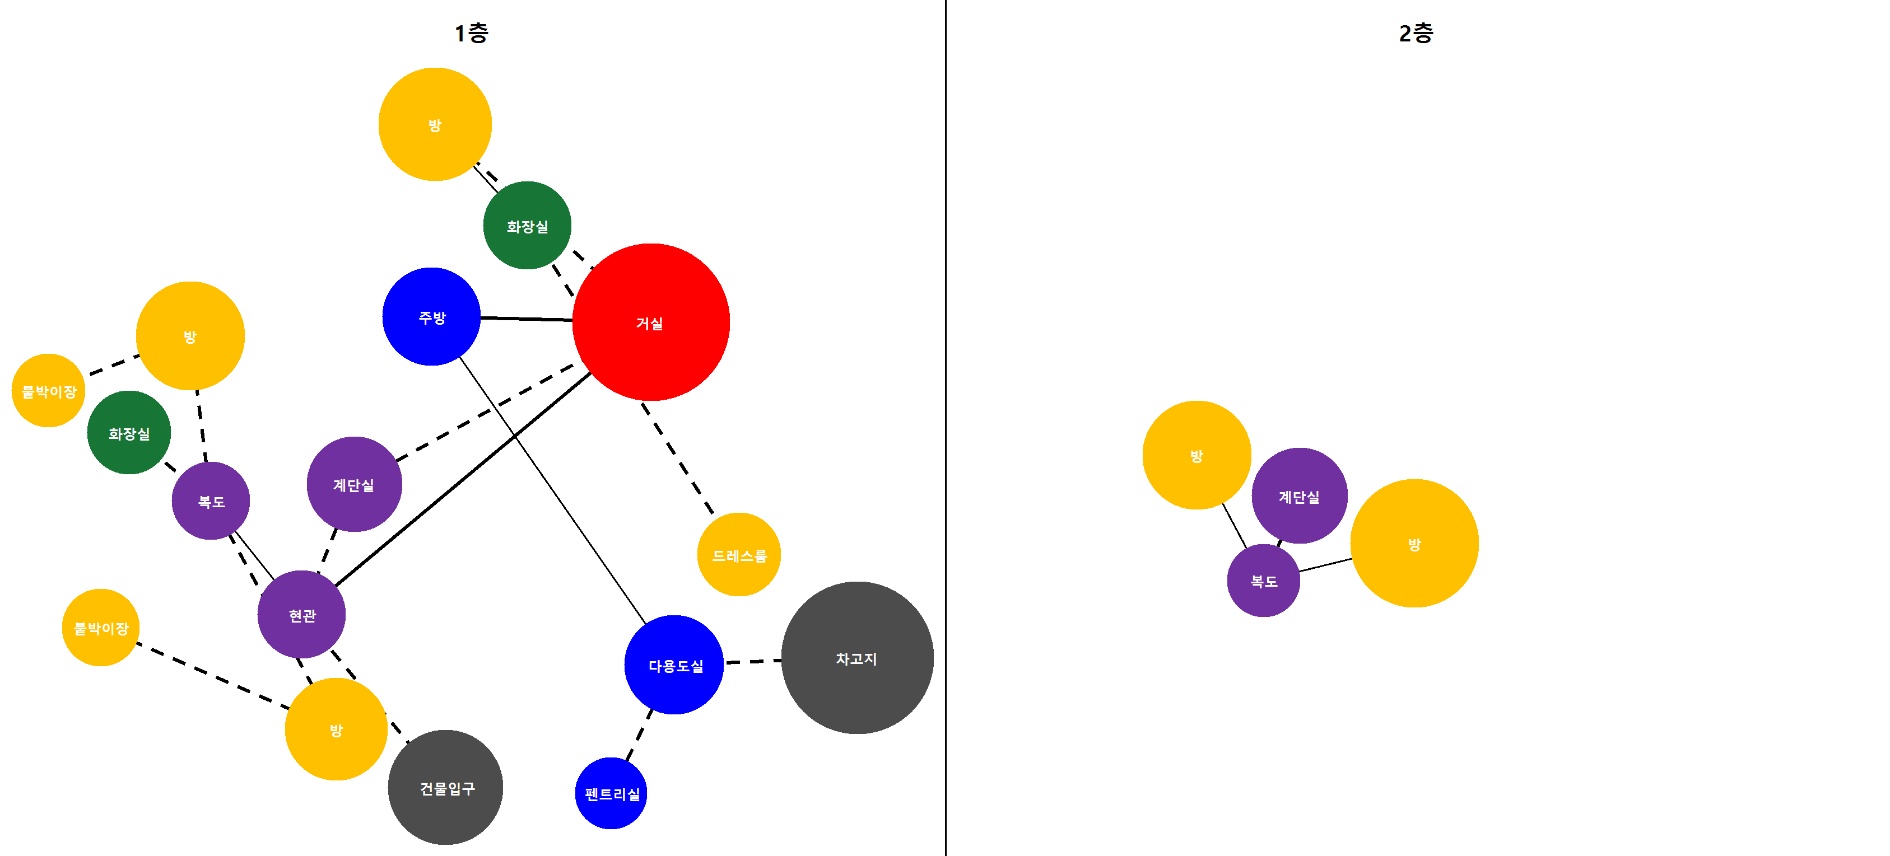 1층
방
화장실
주방
거실
방
붙박이장
화장실
계단실
복도
드레스룸
현관
붙박이장
다용도실
차고지
방
건물입구
펜트리실
2층
방
계단실
방
복도